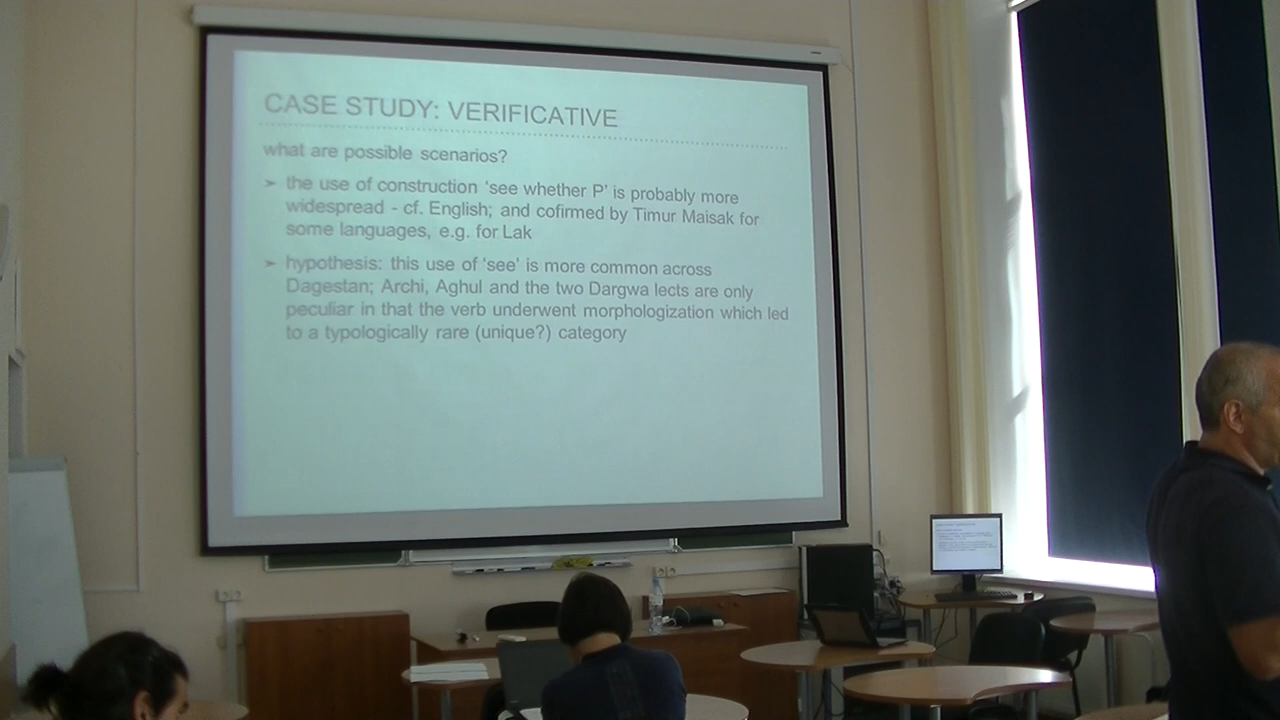 CASE STUDY: VERIFICATIVE
what are possible scenarios?
➢ the use of construction ‘see whether P’ is probably more
widespread - cf. English; and cofirmed by Timur Maisak for
some languages, e.g. for Lak
➢ hypothesis: this use of ‘see’ is more common across
Dagestan; Archi, Aghul and the two Dargwa lects are only
peculiar in that the verb underwent morphologization which led
to a typologically rare (unique?) category